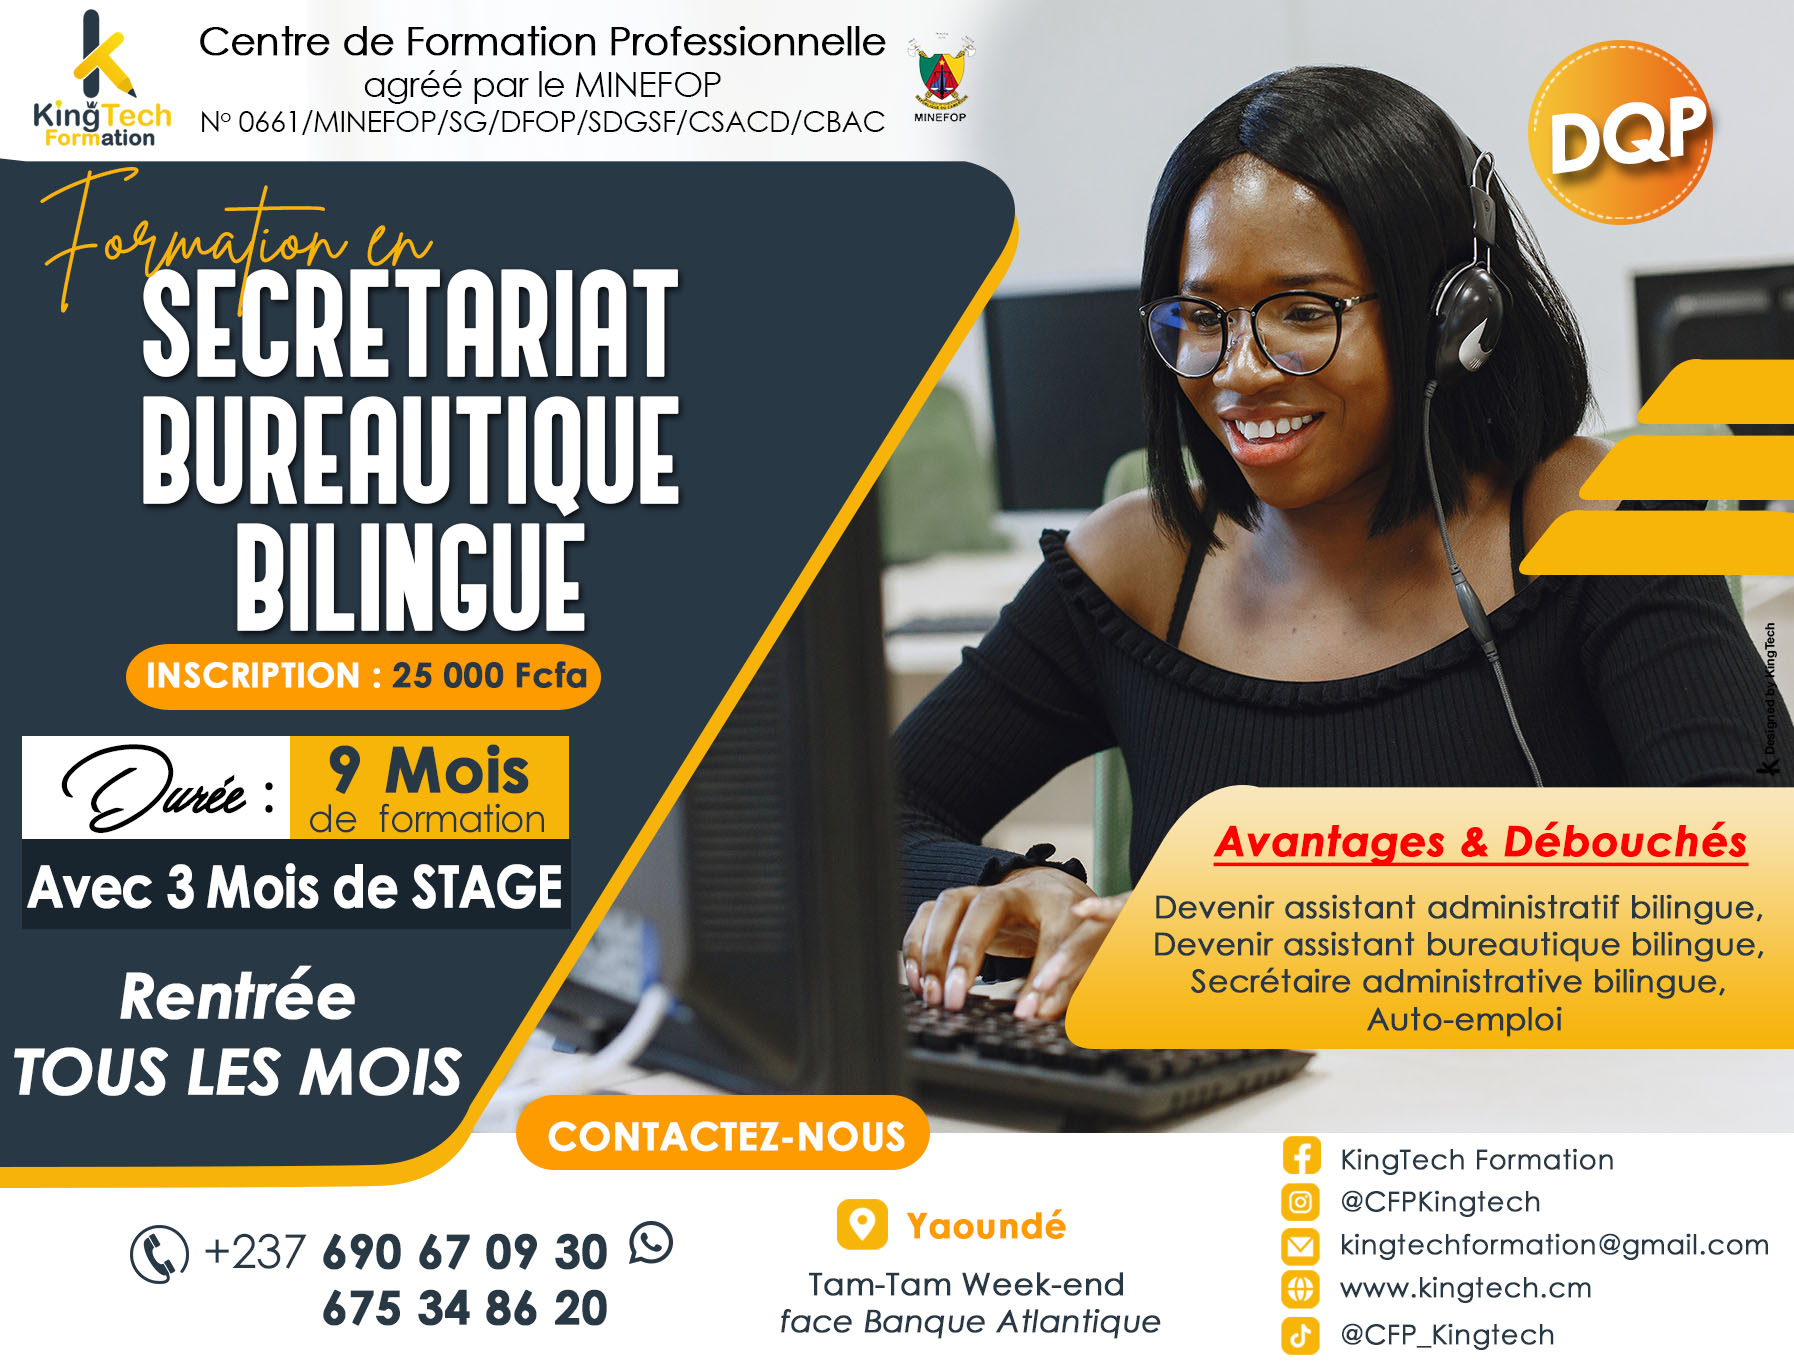 KingTech
Formation
Centre de Formation Professionnelle
agréé par le MINEFOP
N° 0661/MINEFOP/SG/DFOP/SDGSF/CSACD/CBAC
MINEFOP
DQP
Formation en
SECRETARIAT
BUREAUTIQUE
BILINGUE
INSCRIPTION : 25 000 Fcfa
Durée : 9 Mois
de formation
Avec 3 Mois de STAGE
Rentrée
TOUS LES MOIS
Designed by KingTech
Avantages & Débouchés
Devenir assistant administratif bilingue,
Devenir assistant bureautique bilingue,
Secrétaire administrative bilingue,
Auto-emploi
CONTACTEZ-NOUS
+237 690 67 09 30
675 34 86 20
Yaoundé
Tam-Tam Week-end
face Banque Atlantique
KingTech Formation
@CFPKingtech
kingtechformation@gmail.com
www.kingtech.cm
@CFP_Kingtech